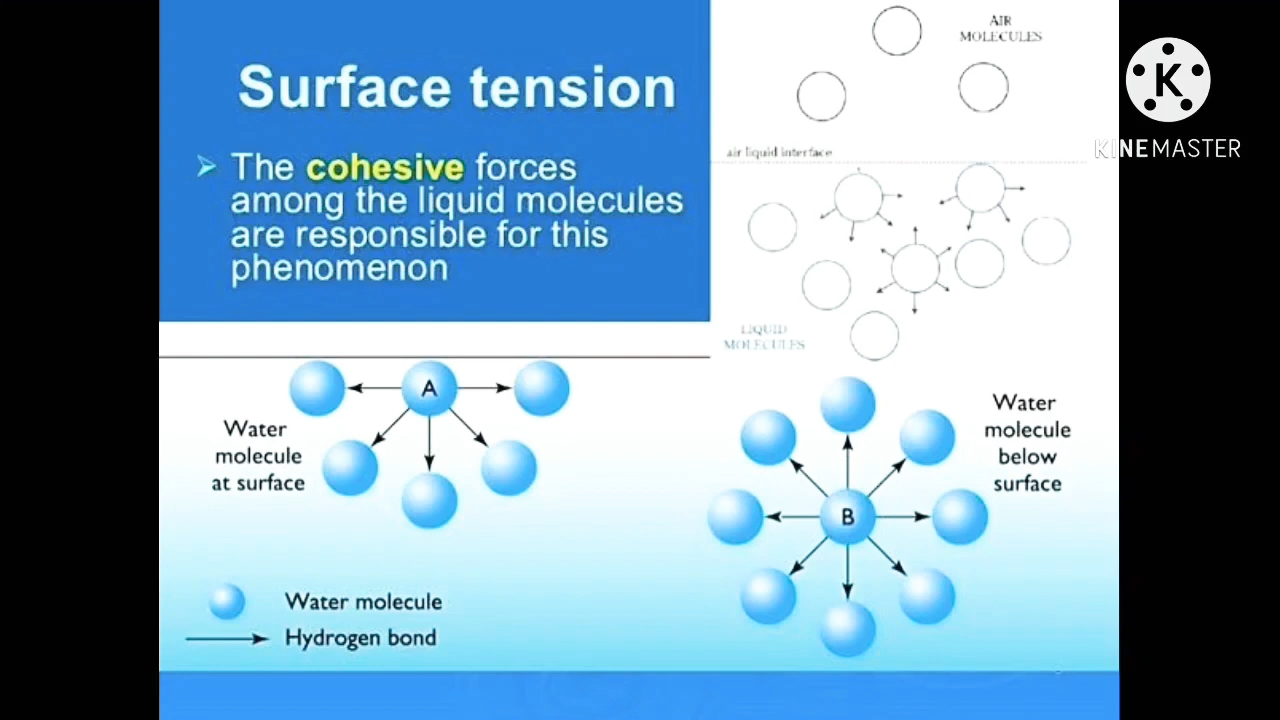 Surface tension
➢ The cohesive forces
among the liquid molecules
are responsible for this
phenomenon
AIR
MOLECULES
air liquid interface
LIQUID
MOLECULES
K
KINEMASTER
A
Water
molecule
at surface
B
Water
molecule
below
surface
Water molecule
Hydrogen bond